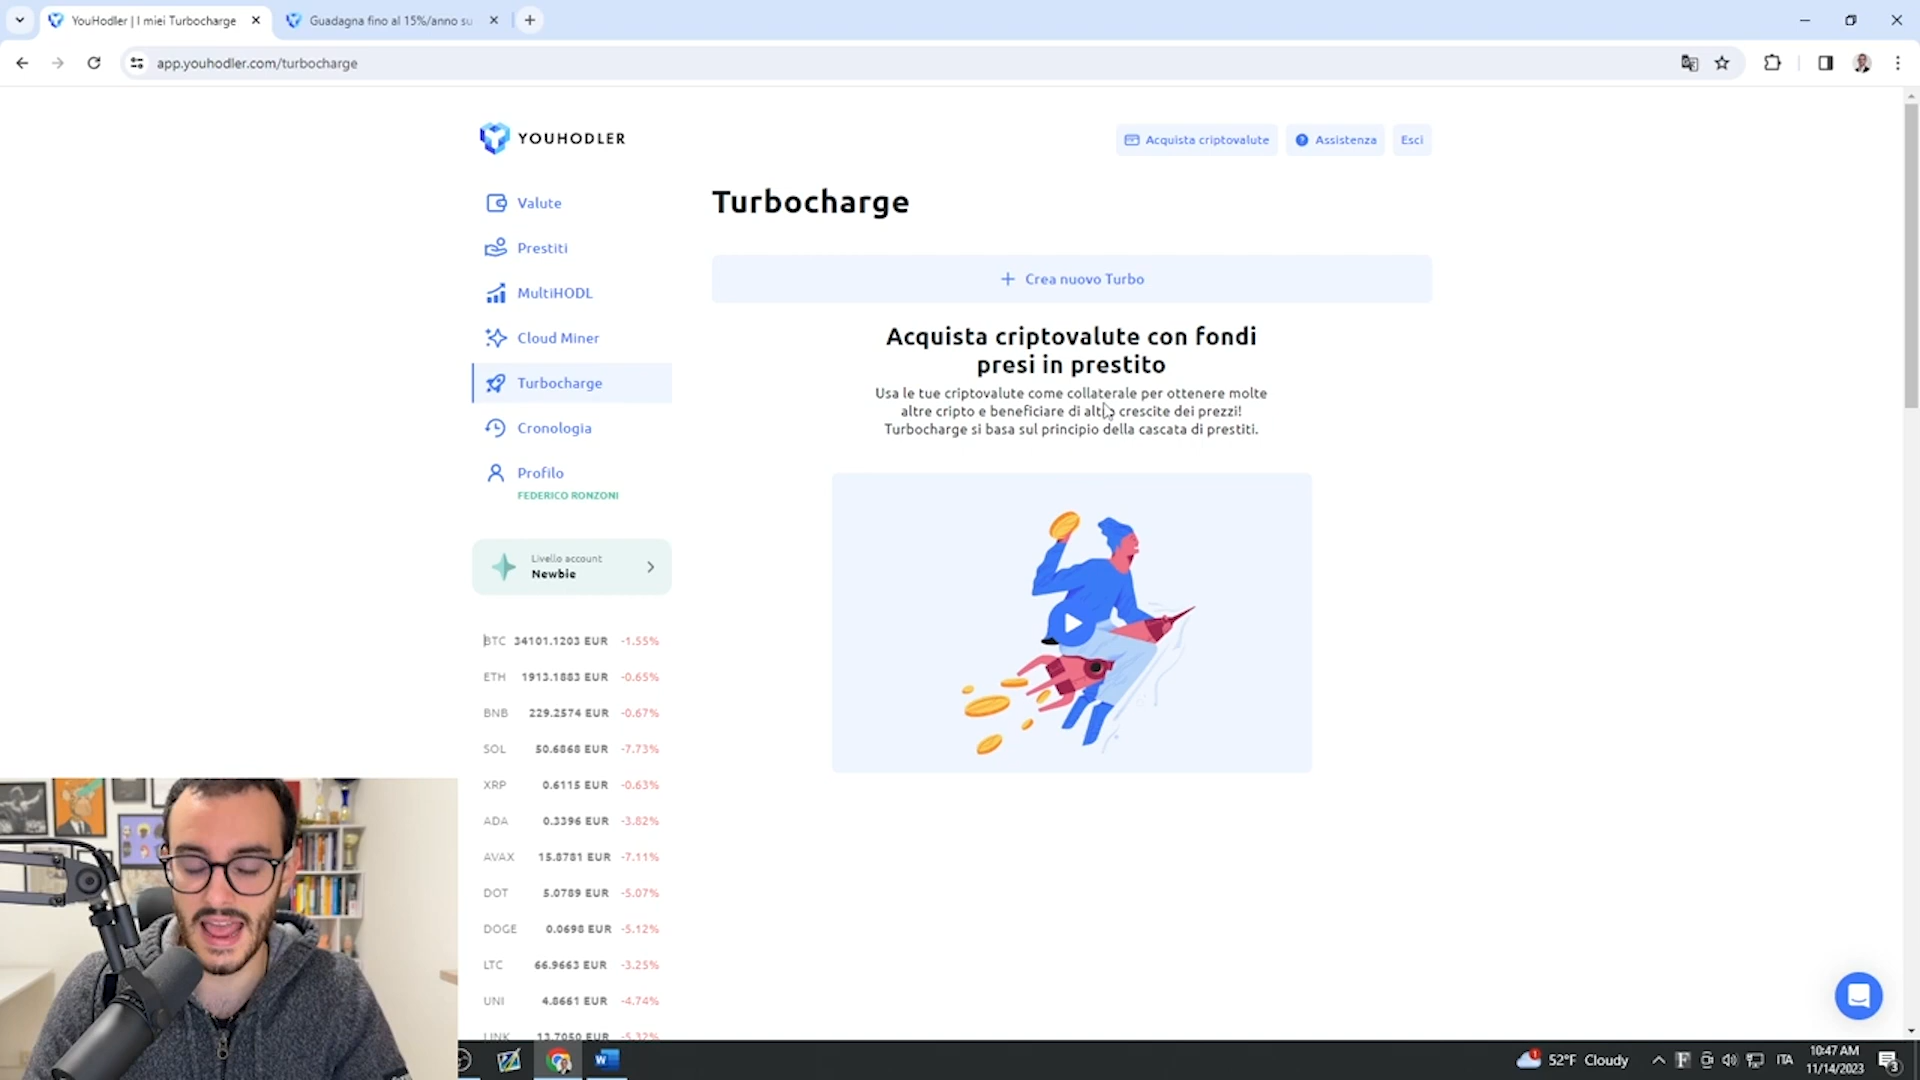 YouHodler | I miei Turbocharge
Guadagna fino al 15%/anno su
app.youhodler.com/turbocharge
YOUHODLER
Acquista criptovalute
Assistenza
Esci
Valute
Prestiti
MultiHODL
Cloud Miner
Turbocharge
Cronologia
Profilo
FEDERICO RONZONI
Livello account
Newbie
BTC 34101.1203 EUR -1.55%
ETH 1913.1883 EUR -0.65%
BNB 229.2574 EUR -0.67%
SOL 50.6868 EUR -7.73%
XRP 0.6115 EUR -0.63%
ADA 0.3396 EUR -3.82%
AVAX 15.8781 EUR -7.11%
DOT 5.0789 EUR -5.07%
DOGE 0.0698 EUR -5.12%
LTC 66.9663 EUR -3.25%
UNI 4.8661 EUR -4.74%
LINK 13.7050 EUR -5.32%
Turbocharge
+ Crea nuovo Turbo
Acquista criptovalute con fondi
presi in prestito
Usa le tue criptovalute come collaterale per ottenere molte
altre cripto e beneficiare di alte crescite dei prezzi!
Turbocharge si basa sul principio della cascata di prestiti.
52°F Cloudy
ITA
10:47 AM
11/14/2023
3